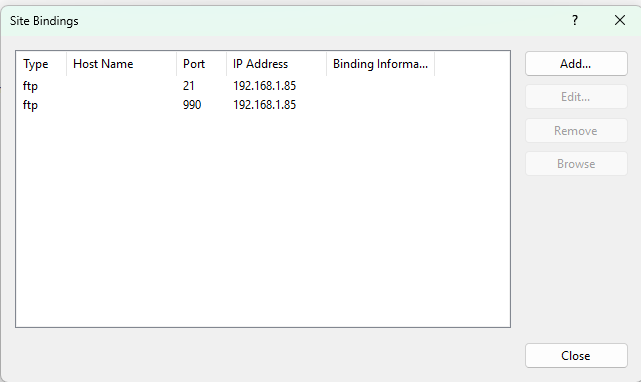 Site Bindings ?
Type Host Name Port IP Address Binding Informa...
ftp 21 192.168.1.85
ftp 990 192.168.1.85
Add...
Edit...
Remove
Browse
Close